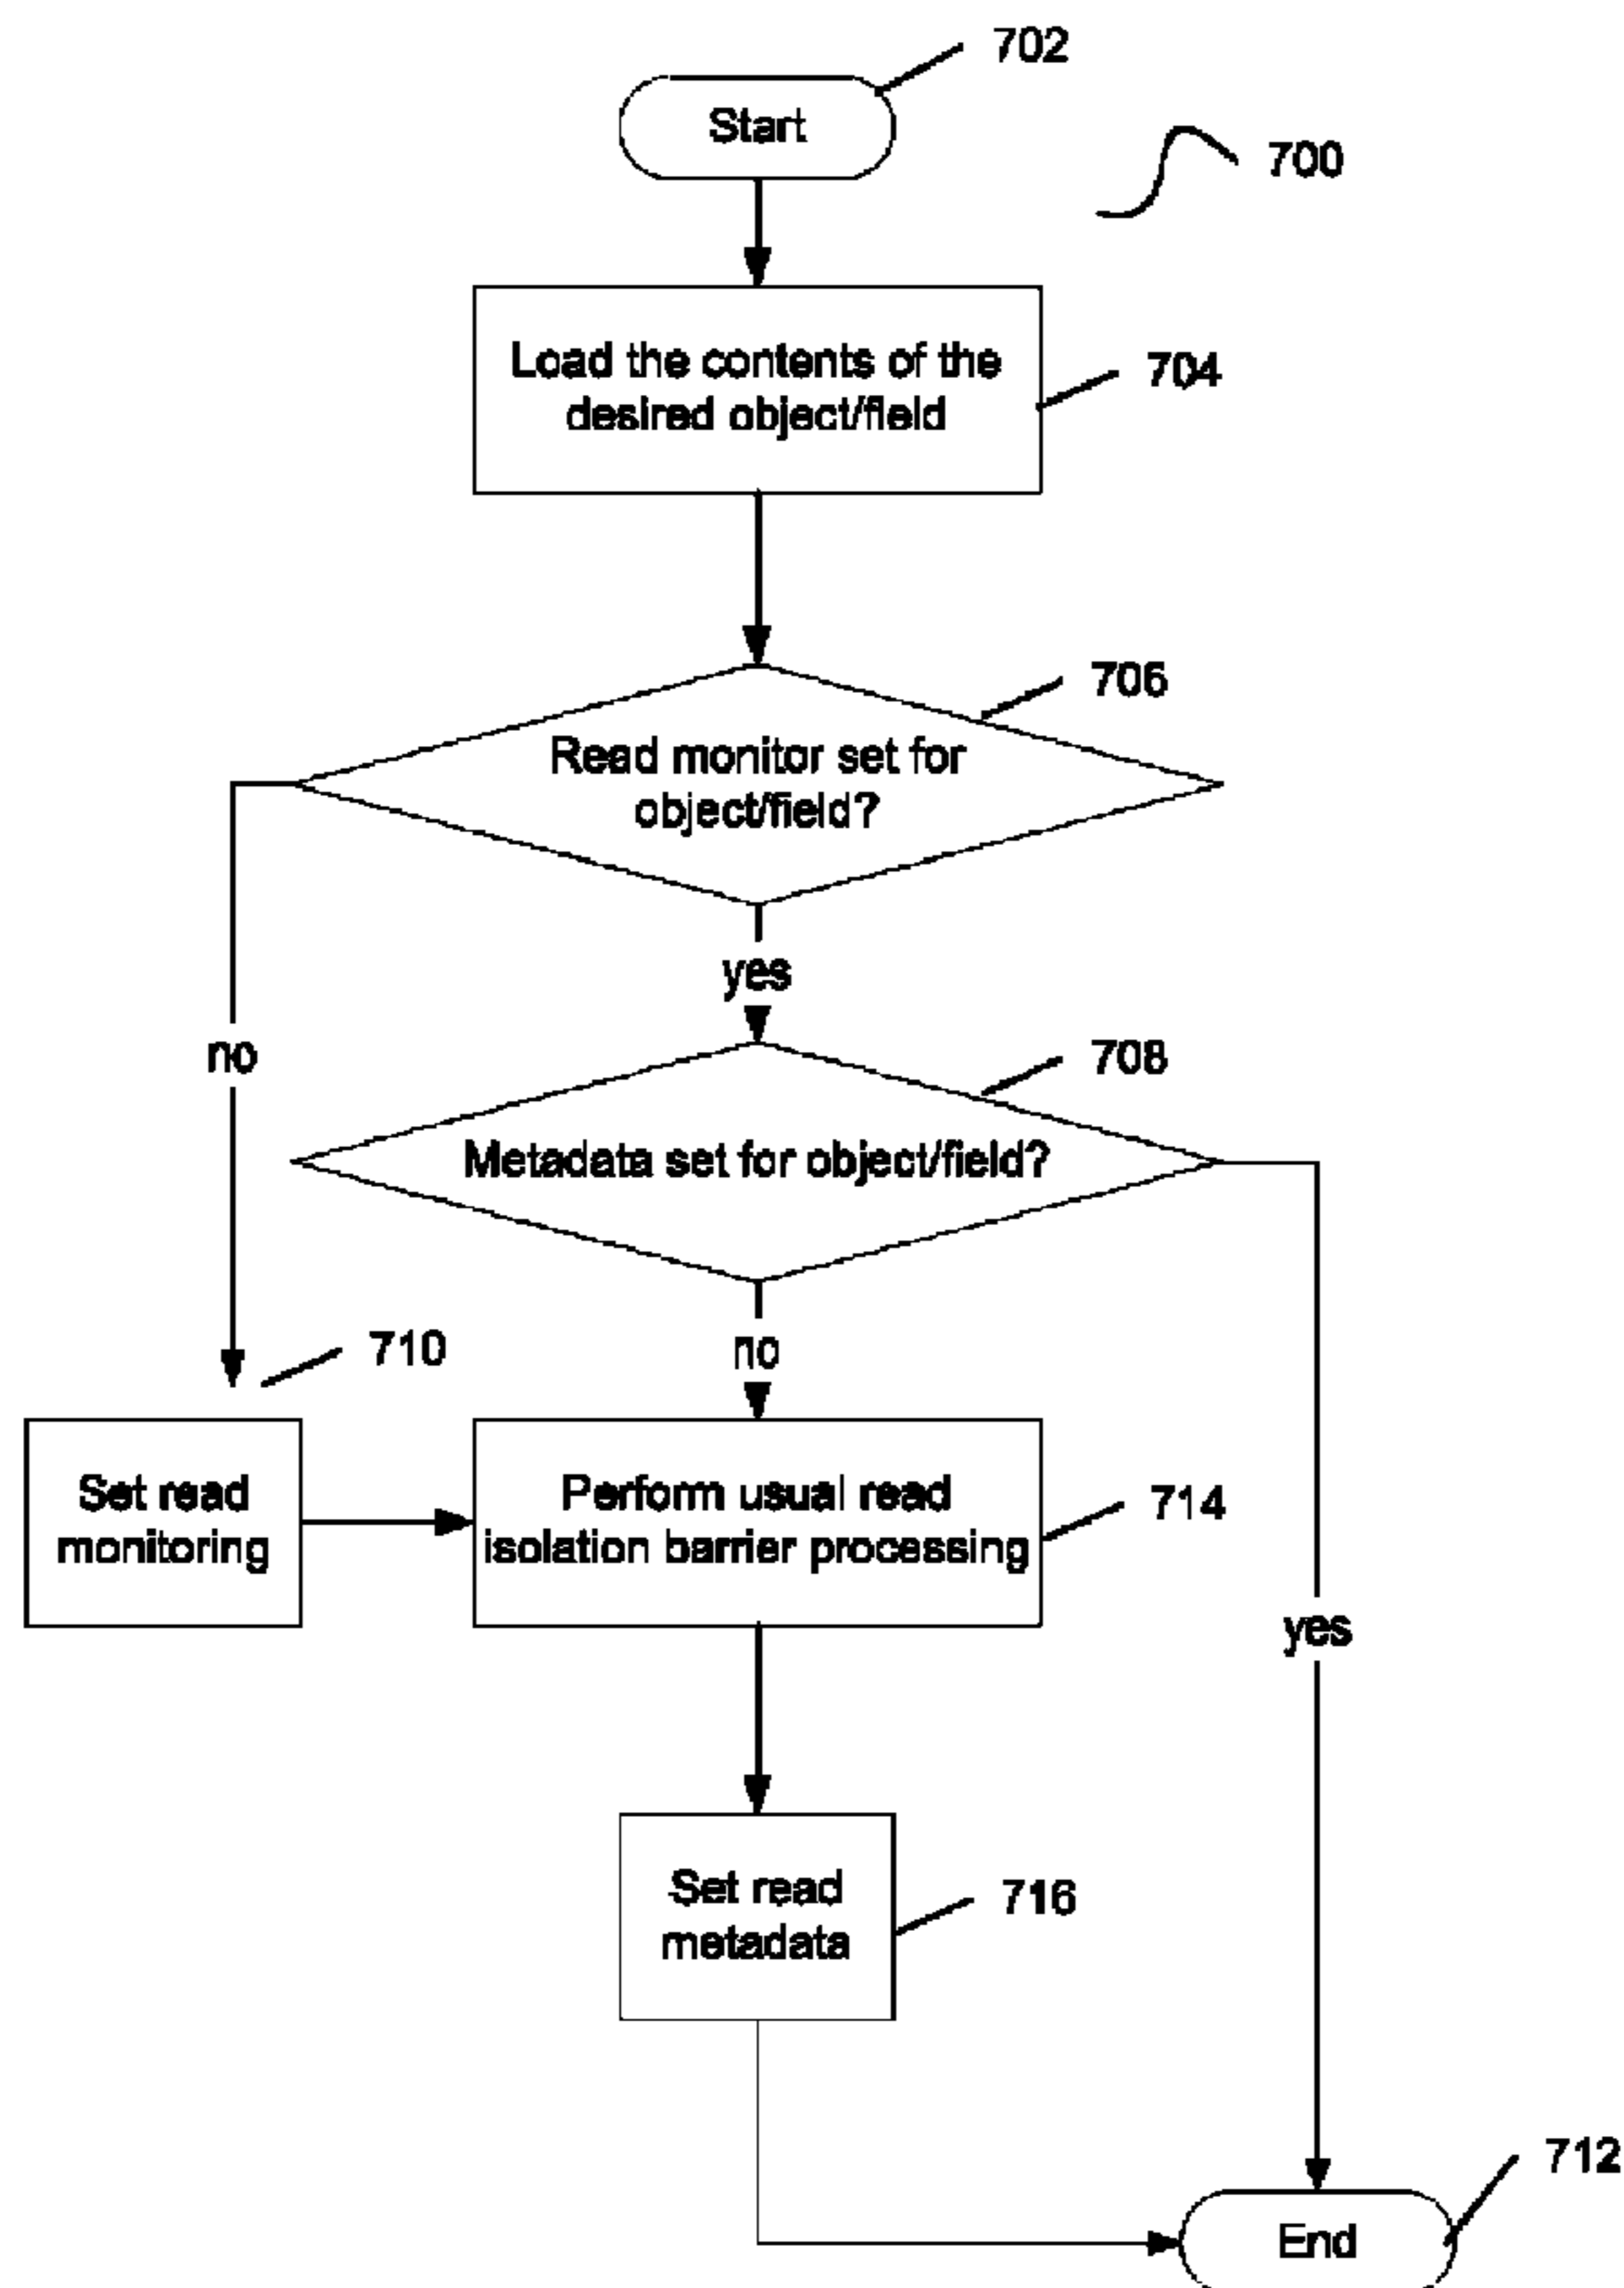 702
Start
700
Load the contents of the
desired object/field
704
706
Read monitor set for
object/field?
yes
no
708
Metadata set for object/field?
710
no
Set read
monitoring
Perform usual read
isolation barrier processing
714
yes
Set read
metadata
716
712
End